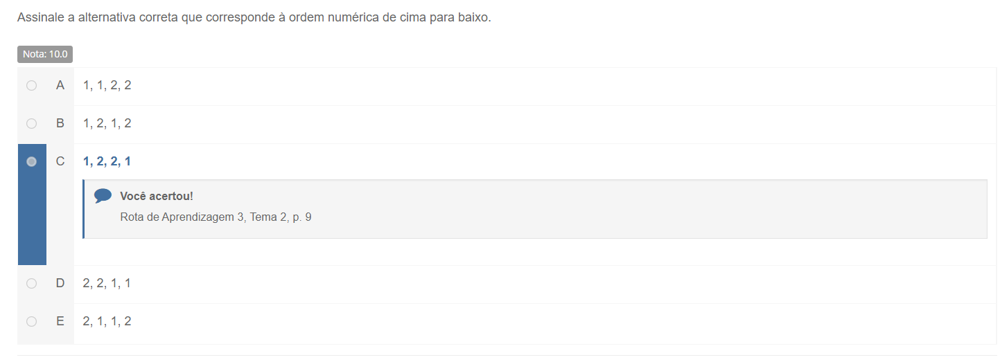 Assinale a alternativa correta que corresponde à ordem numérica de cima para baixo.
Nota: 10.0
A 1, 1, 2, 2
B 1, 2, 1, 2
C 1, 2, 2, 1
Você acertou!
Rota de Aprendizagem 3, Tema 2, p. 9
D 2, 2, 1, 1
E 2, 1, 1, 2